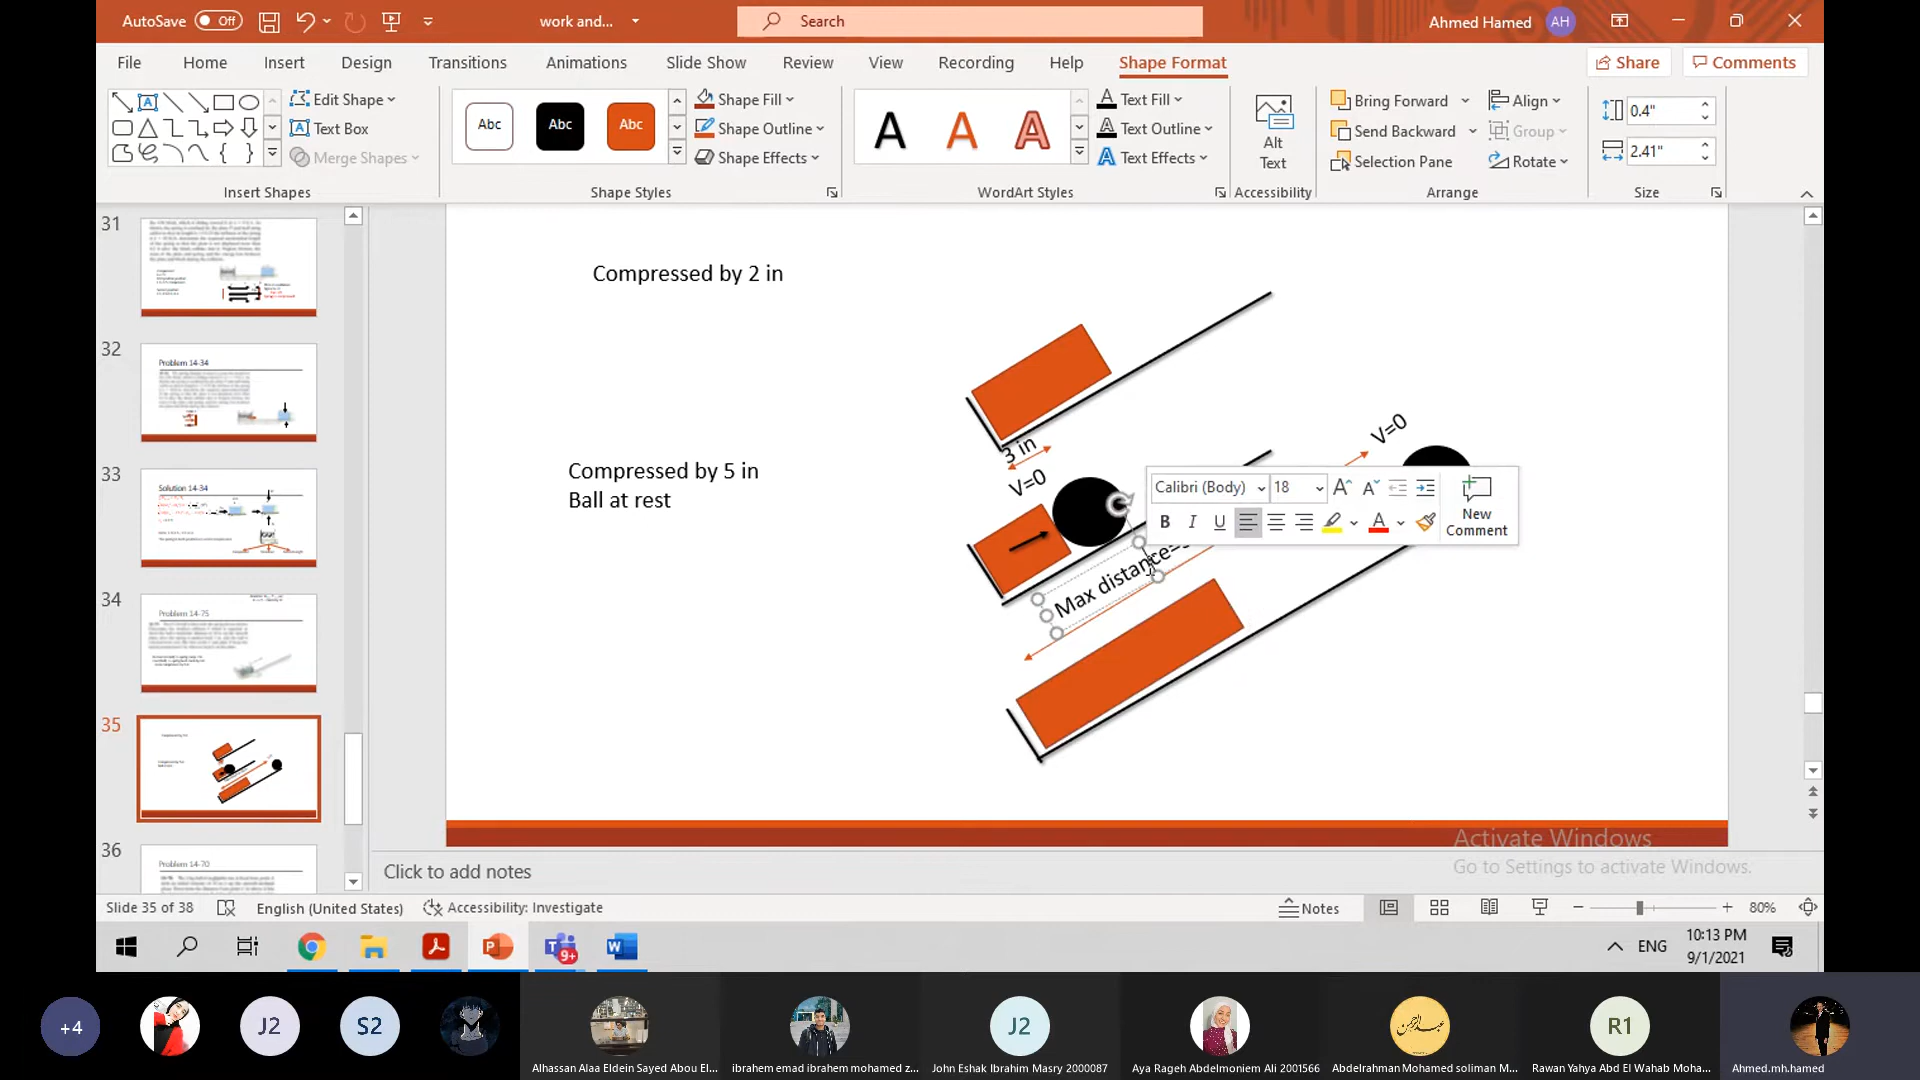 AutoSave Off
work and...
Search
Ahmed Hamed AH
File Home Insert Design Transitions Animations Slide Show Review View Recording Help Shape Format
Share Comments
Edit Shape
Text Box
Merge Shapes
Insert Shapes
Abc Abc Abc
Shape Fill
Shape Outline
Shape Effects
Shape Styles
A A A
Text Fill
Text Outline
Text Effects
WordArt Styles
Alt
Text
Accessibility
Bring Forward
Send Backward
Selection Pane
Align
Group
Rotate
Arrange
0.4"
2.41"
Size
31
32
Problem 14-34
33
Solution 14-34
34
Problem 14-75
35
36
Problem 14-70
Compressed by 2 in
3 in
V=0
V=0
Compressed by 5 in
Ball at rest
Max distance=
Calibri (Body) 18
B I U A
New
Comment
Activate Windows
Go to Settings to activate Windows.
Click to add notes
Slide 35 of 38
English (United States)
Accessibility: Investigate
Notes
80%
9+
ENG
10:13 PM
9/1/2021
+4
J2
S2
J2
R1
Alhassan Alaa Eldein Sayed Abou El...
ibrahem emad ibrahem mohamed z...
John Eshak Ibrahim Masry 2000087
Aya Rageh Abdelmoniem Ali 2001566
Abdelrahman Mohamed soliman M...
Rawan Yahya Abd El Wahab Moha...
Ahmed.mh.hamed